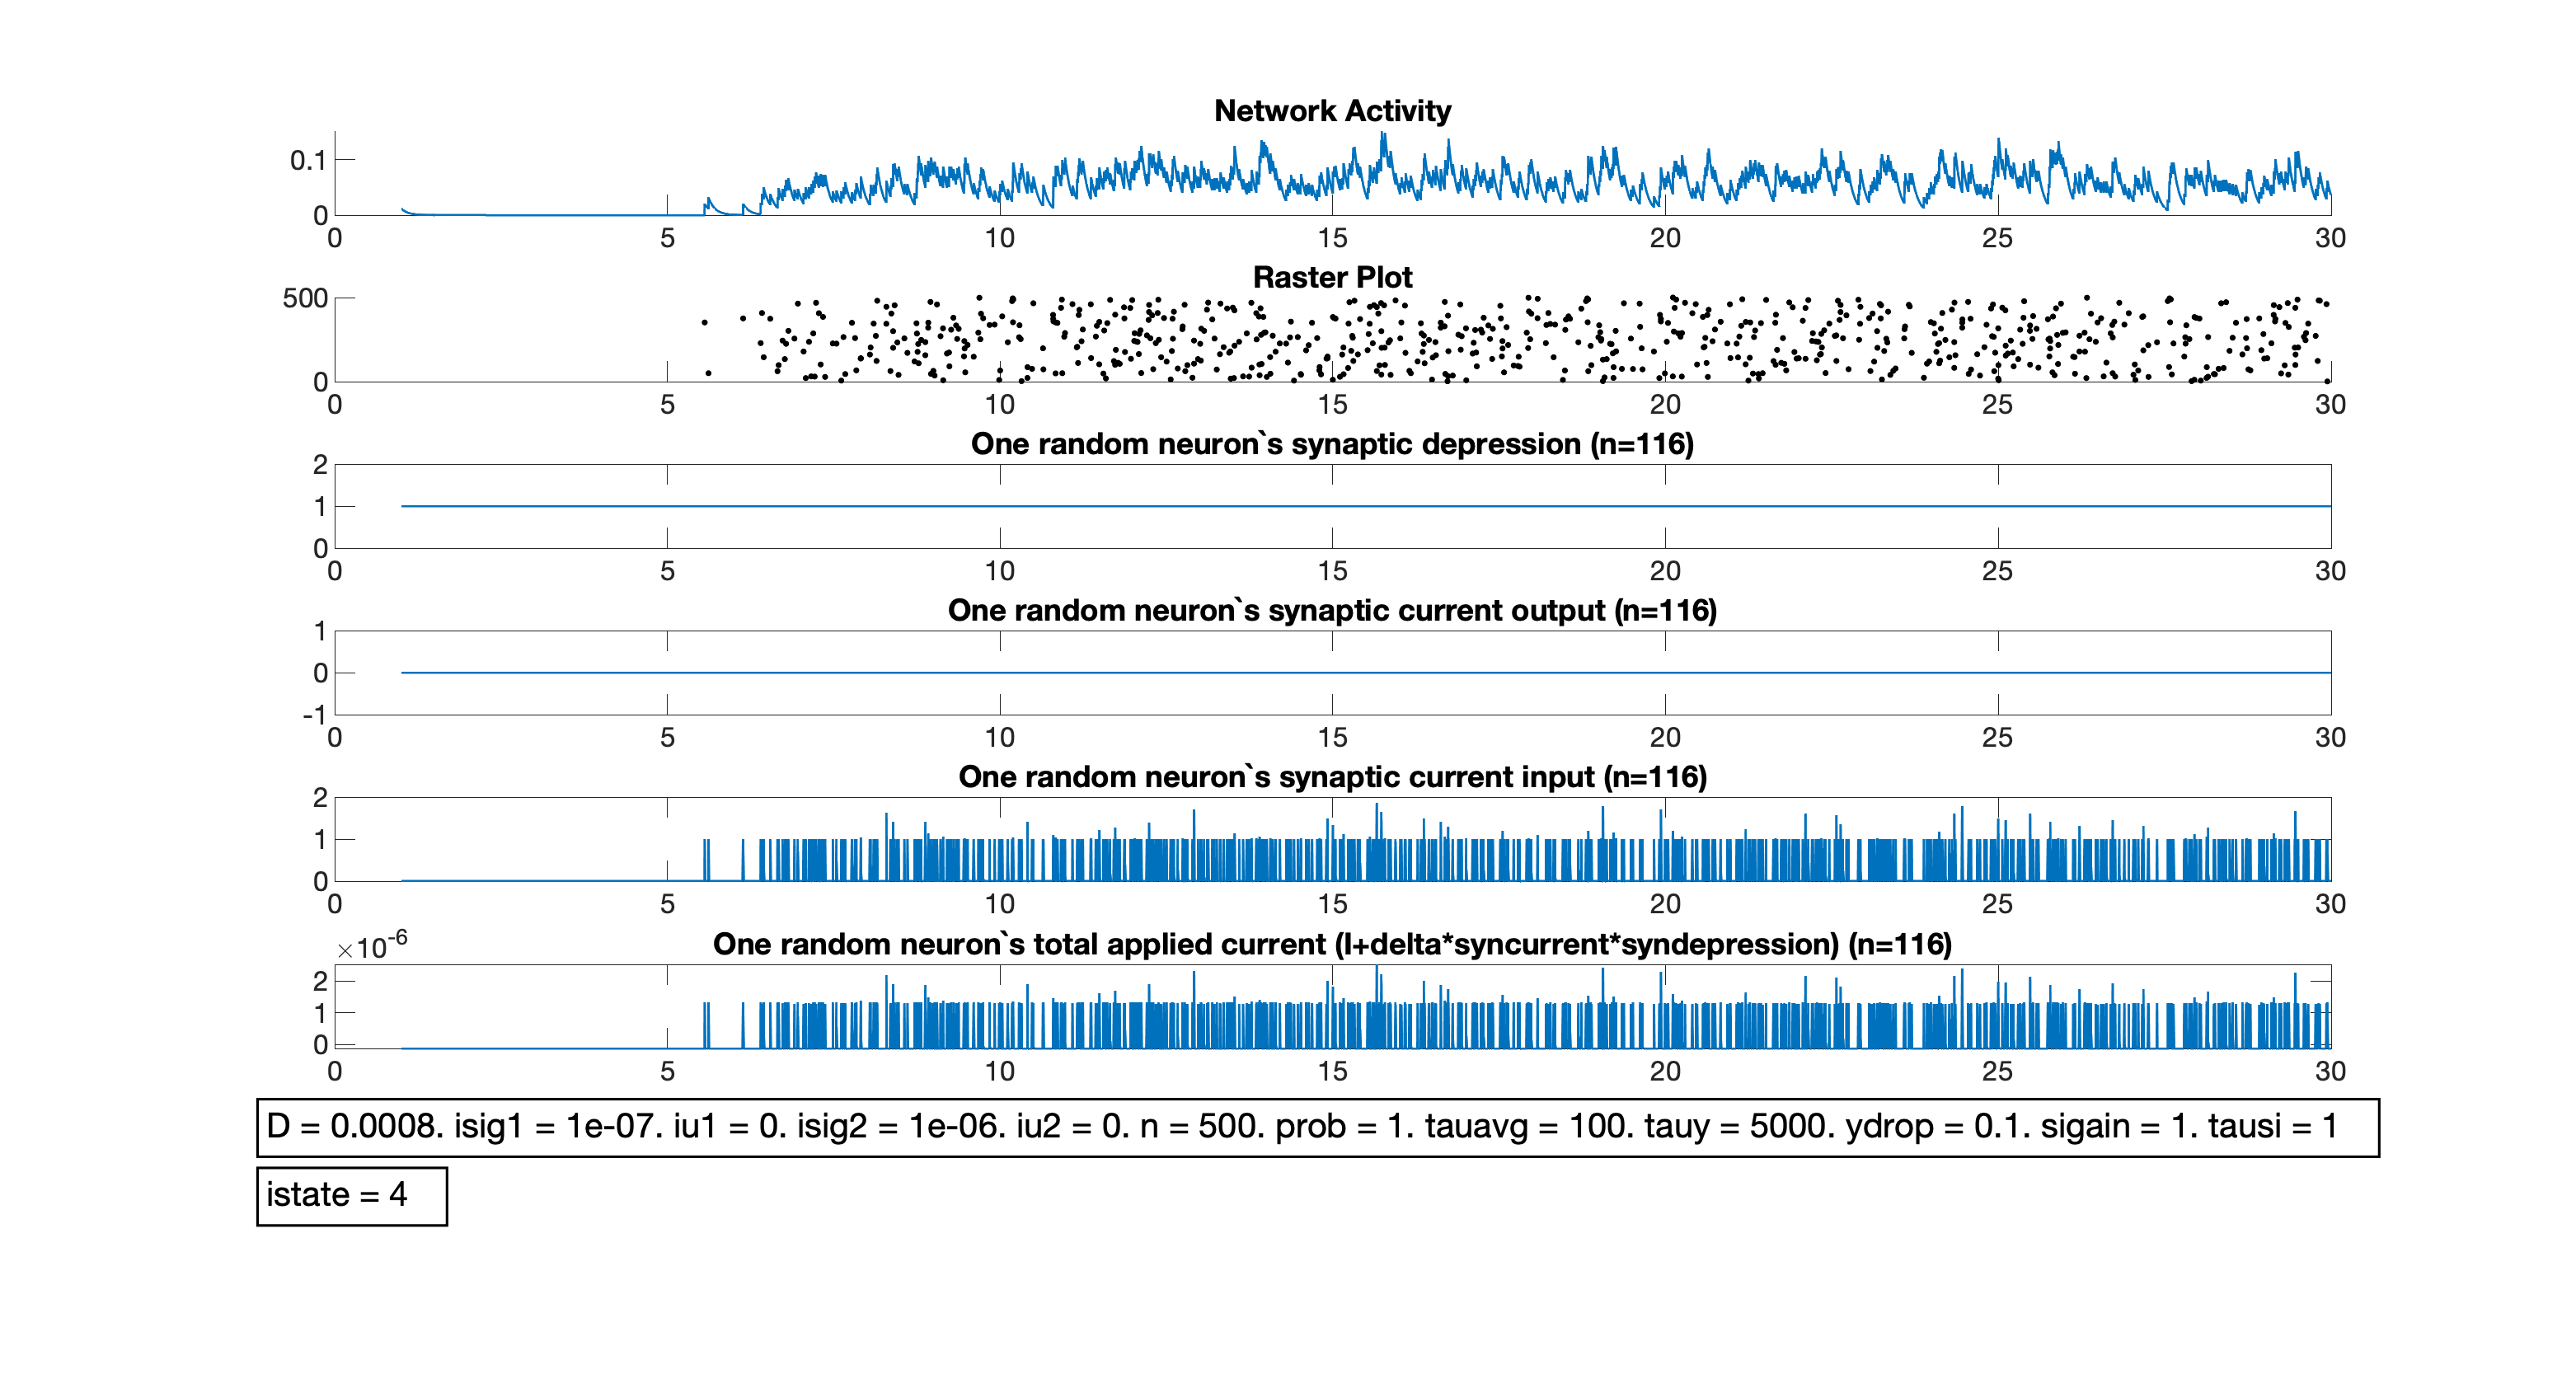 Network Activity
0.1
0
0 5 10 15 20 25 30
Raster Plot
500
0
0 5 10 15 20 25 30
One random neuron`s synaptic depression (n=116)
2
1
0
0 5 10 15 20 25 30
One random neuron`s synaptic current output (n=116)
1
0
-1
0 5 10 15 20 25 30
One random neuron`s synaptic current input (n=116)
2
1
0
0 5 10 15 20 25 30
×10-6
One random neuron`s total applied current (I+delta*syncurrent*syndepression) (n=116)
2
1
0
0 5 10 15 20 25 30
D = 0.0008. isig1 = 1e-07. iu1 = 0. isig2 = 1e-06. iu2 = 0. n = 500. prob = 1. tauavg = 100. tauy = 5000. ydrop = 0.1. sigain = 1. tausi = 1
istate = 4